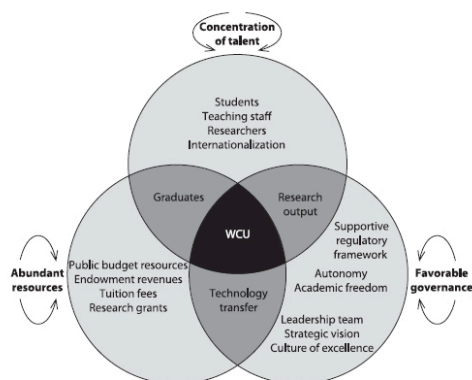 Concentration
of talent
Students
Teaching staff
Researchers
Internationalization
Graduates
Research
output
WCU
Supportive
regulatory
framework
Autonomy
Academic freedom
Leadership team
Strategic vision
Culture of excellence
Abundant
resources
Public budget resources
Endowment revenues
Tuition fees
Research grants
Technology
transfer
Favorable
governance